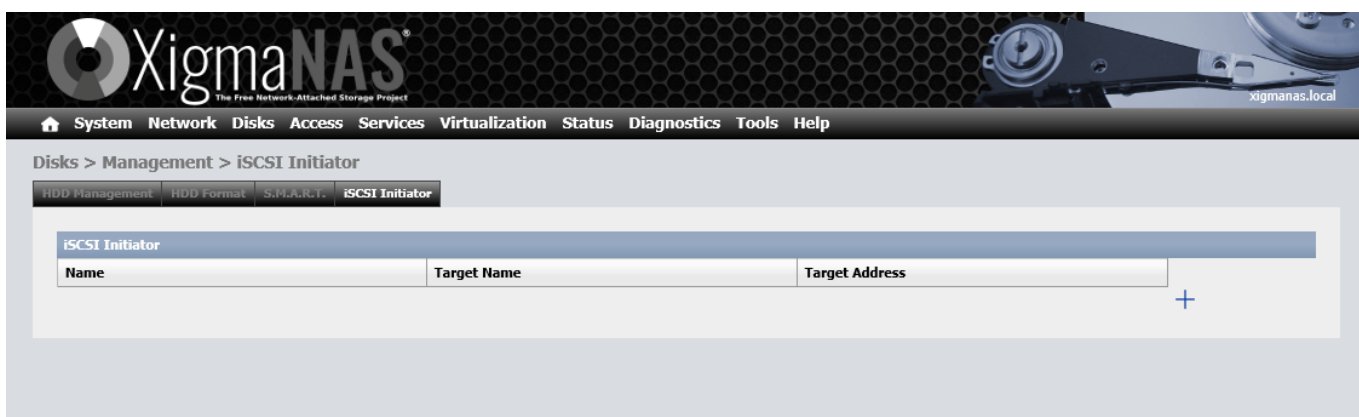 XigmaNAS®
The Free Network-Attached Storage Project
xigmanas.local
System Network Disks Access Services Virtualization Status Diagnostics Tools Help
Disks > Management > iSCSI Initiator
HDD Management HDD Format S.M.A.R.T. iSCSI Initiator
iSCSI Initiator
Name Target Name Target Address